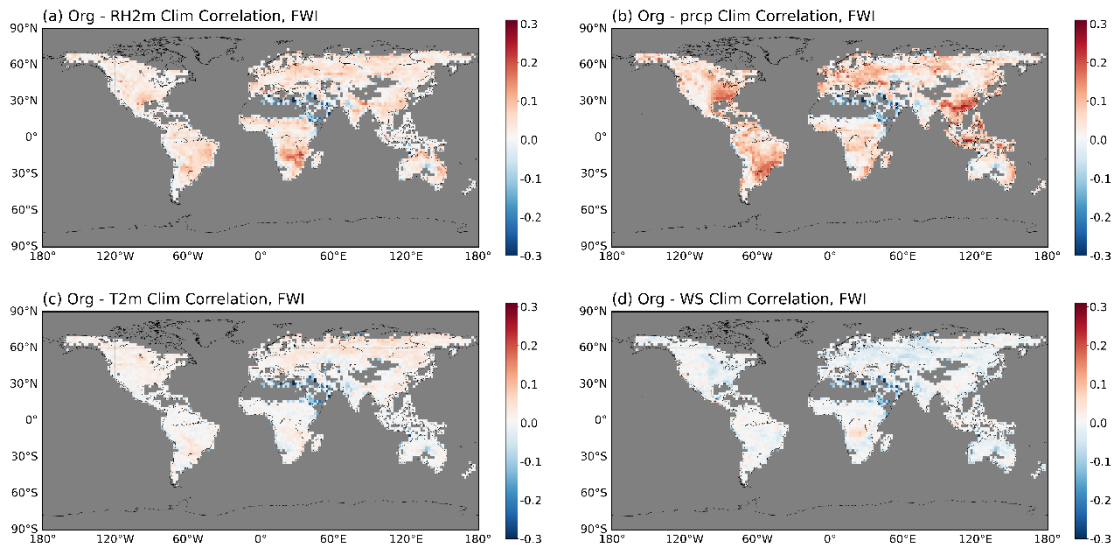 (a) Org - RH2m Clim Correlation, FWI
90°N
60°N
30°N
0°
30°S
60°S
90°S
180° 120°W 60°W 0° 60°E 120°E 180°
0.3
0.2
0.1
0.0
-0.1
-0.2
-0.3
(b) Org - prcp Clim Correlation, FWI
90°N
60°N
30°N
0°
30°S
60°S
90°S
180° 120°W 60°W 0° 60°E 120°E 180°
0.3
0.2
0.1
0.0
-0.1
-0.2
-0.3
(c) Org - T2m Clim Correlation, FWI
90°N
60°N
30°N
0°
30°S
60°S
90°S
180° 120°W 60°W 0° 60°E 120°E 180°
0.3
0.2
0.1
0.0
-0.1
-0.2
-0.3
(d) Org - WS Clim Correlation, FWI
90°N
60°N
30°N
0°
30°S
60°S
90°S
180° 120°W 60°W 0° 60°E 120°E 180°
0.3
0.2
0.1
0.0
-0.1
-0.2
-0.3